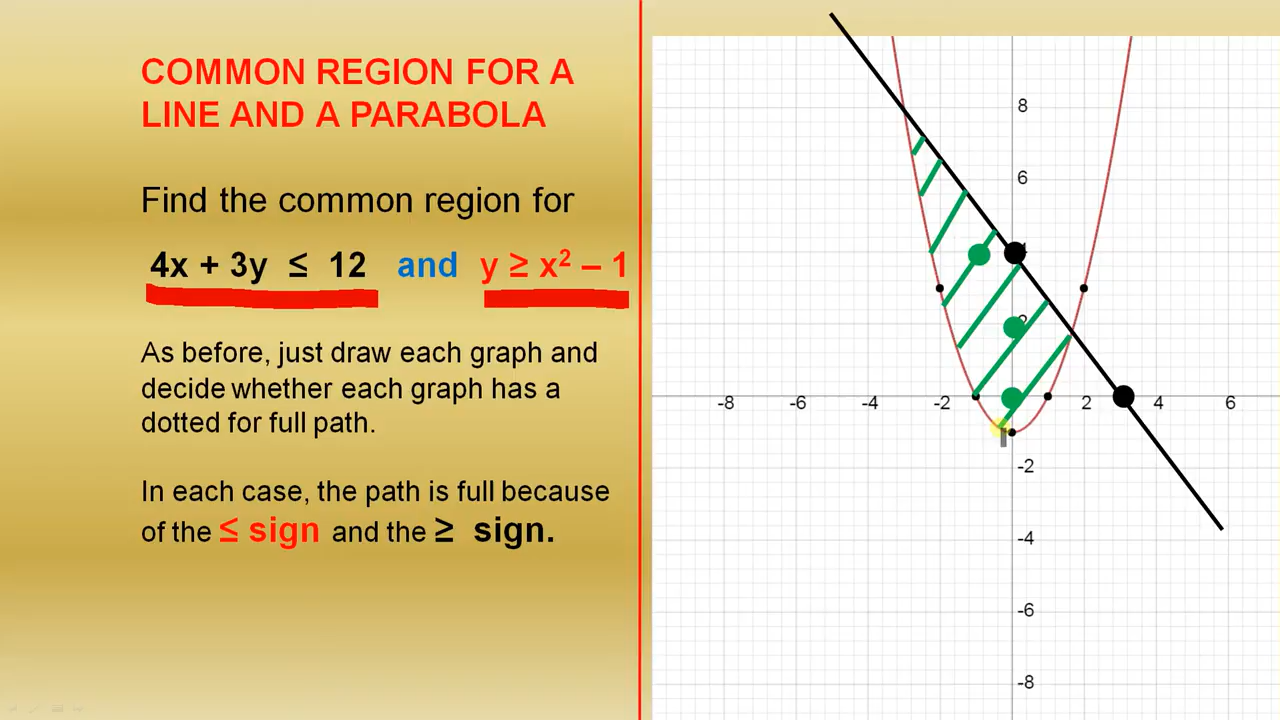 COMMON REGION FOR A
LINE AND A PARABOLA
Find the common region for
4x + 3y ≤ 12 and y ≥ x² – 1
As before, just draw each graph and
decide whether each graph has a
dotted for full path.
In each case, the path is full because
of the ≤ sign and the ≥ sign.
8
6
4
2
-8 -6 -4 -2 2 4 6
-2
-4
-6
-8